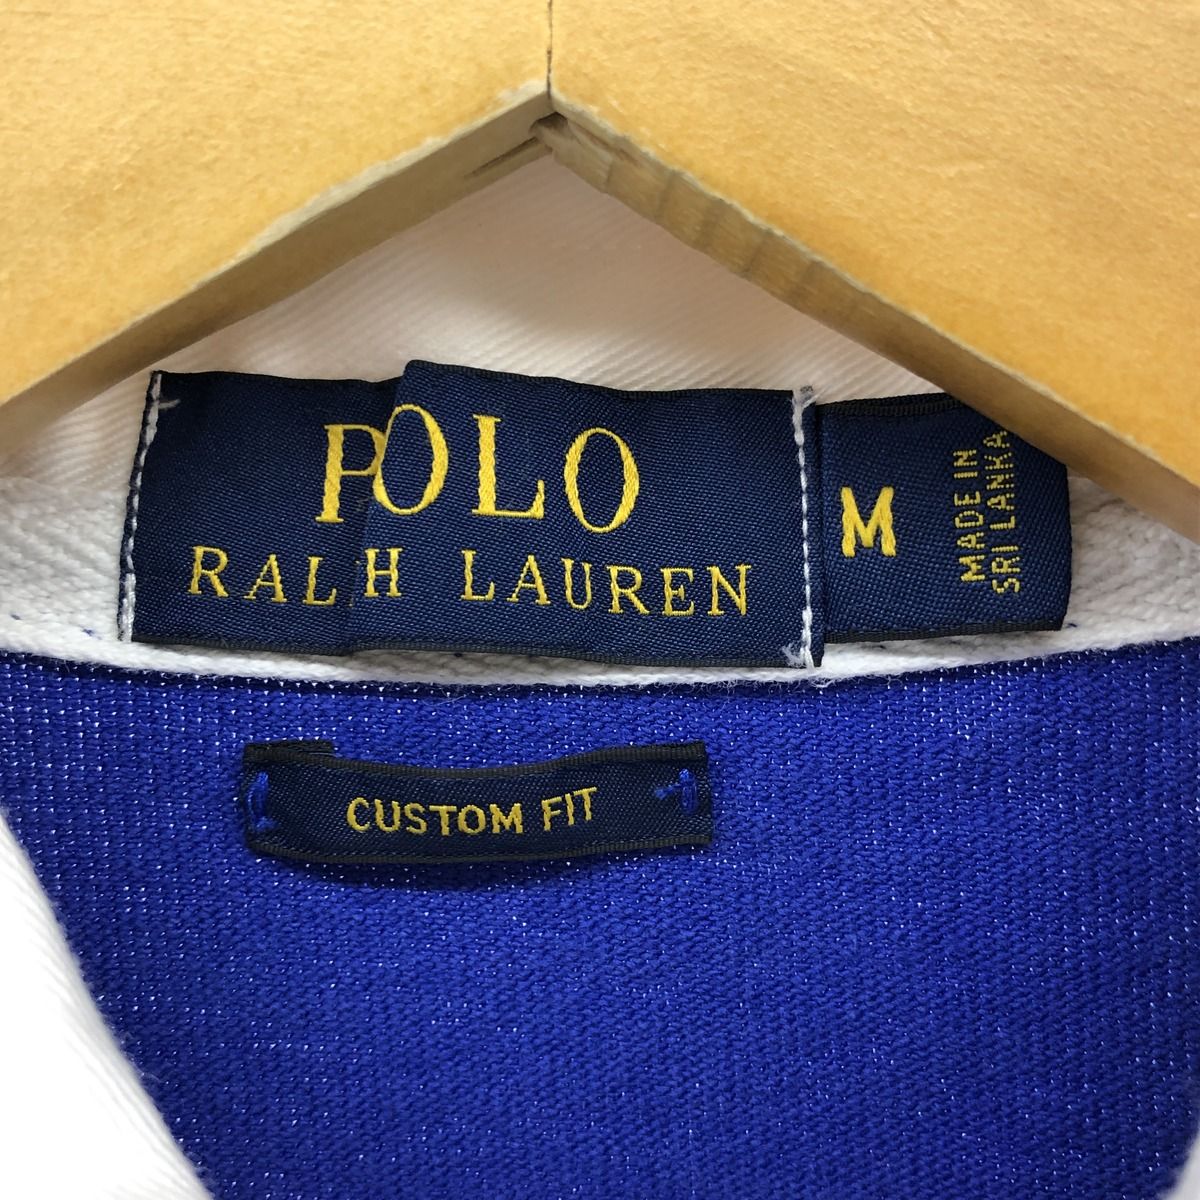 POLO
RALH LAUREN
M
MADE IN
SRI LANKA
CUSTOM FIT